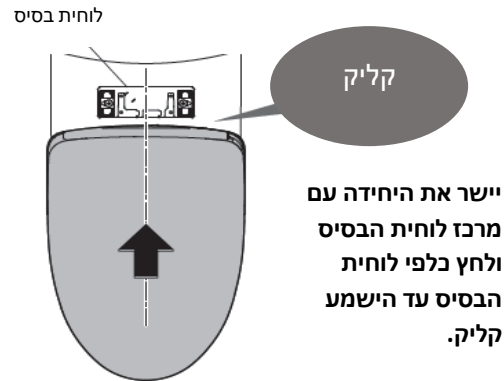 לוחית בסיס
קליק
יישר את היחידה עם
מרכז לוחית הבסיס
ולחץ כלפי לוחית
הבסיס עד הישמע
קליק.